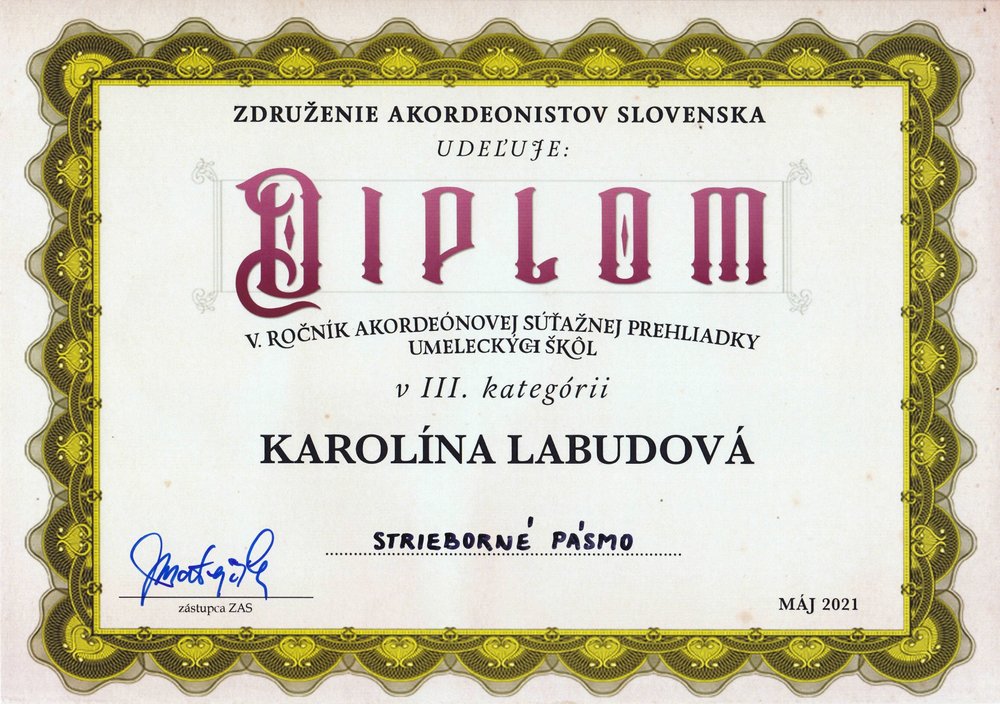 ZDRUŽENIE AKORDEONISTOV SLOVENSKA
UDEĽUJE:
DIPLOM
V. ROČNÍK AKORDEÓNOVEJ SÚŤAŽNEJ PREHLIADKY
UMELECKÝCH ŠKÔL
v III. kategórii
KAROLÍNA LABUDOVÁ
STRIEBORNÉ PÁSMO
zástupca ZAS
MÁJ 2021